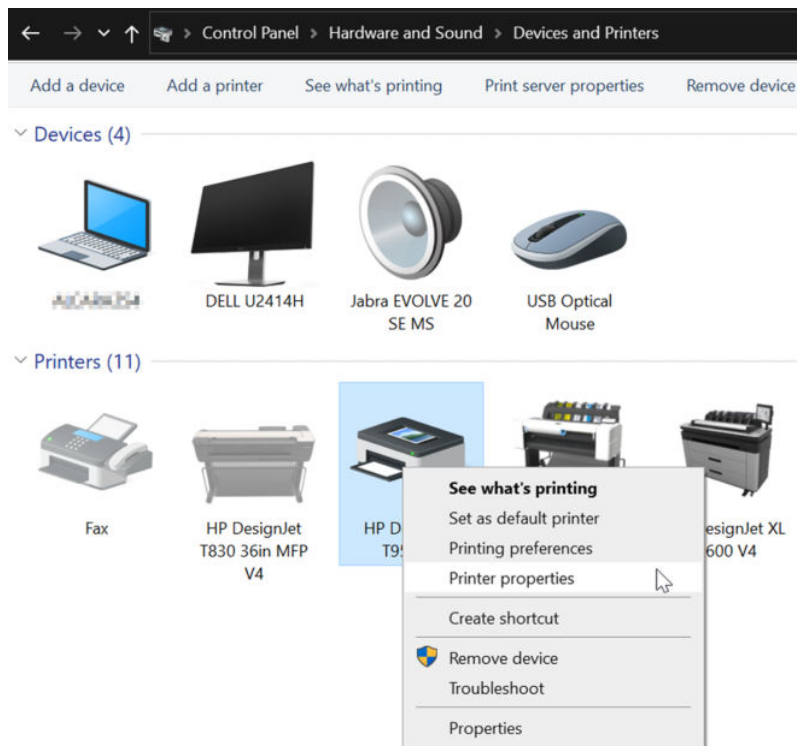 Control Panel > Hardware and Sound > Devices and Printers
Add a device Add a printer See what's printing Print server properties Remove device
Devices (4)
DELL U2414H
Jabra EVOLVE 20
SE MS
USB Optical
Mouse
Printers (11)
Fax
HP DesignJet
T830 36in MFP
V4
HP D
T95
esignJet XL
600 V4
See what's printing
Set as default printer
Printing preferences
Printer properties
Create shortcut
Remove device
Troubleshoot
Properties